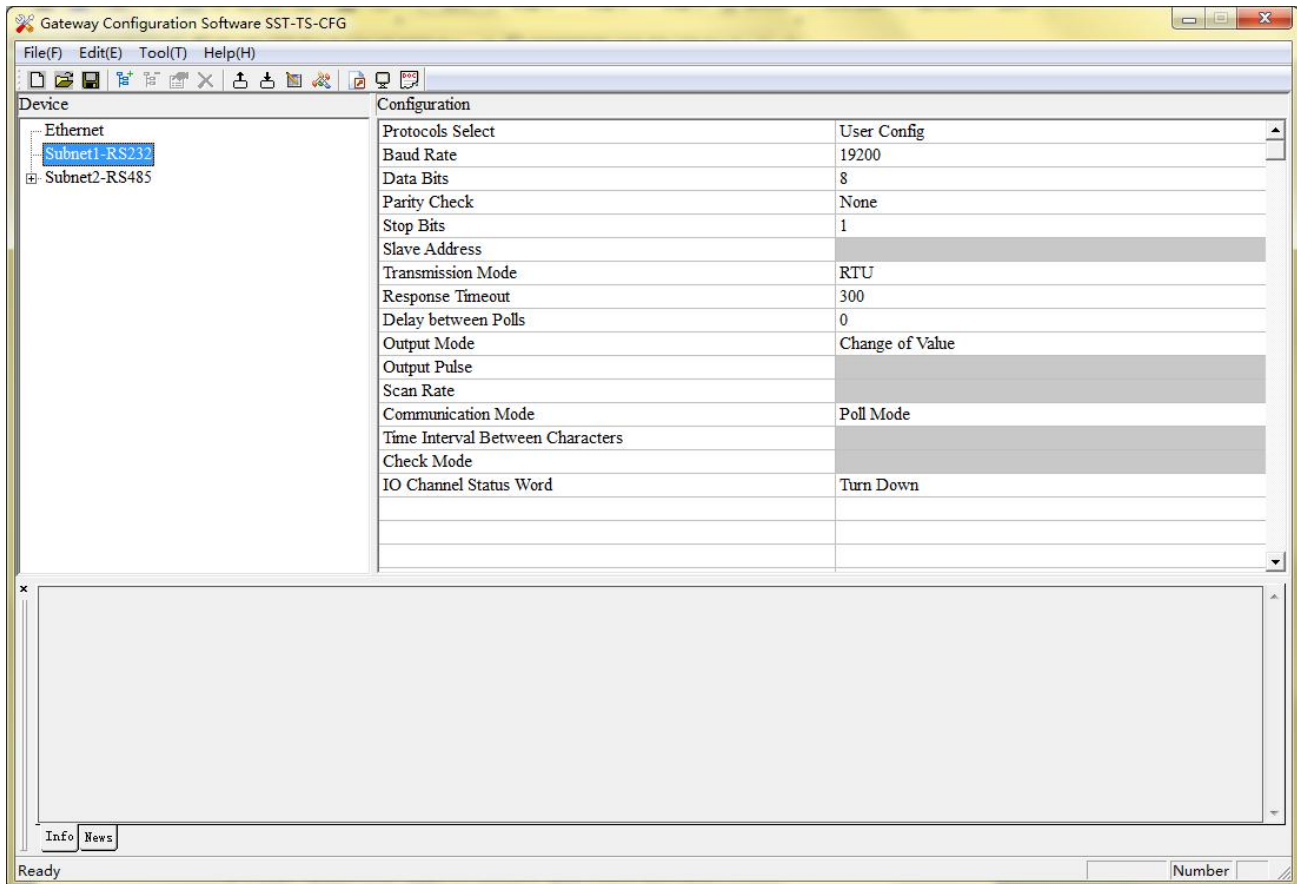 Gateway Configuration Software SST-TS-CFG
File(F) Edit(E) Tool(T) Help(H)
Device
Configuration
Ethernet
Subnet1-RS232
Subnet2-RS485
Protocols Select User Config
Baud Rate 19200
Data Bits 8
Parity Check None
Stop Bits 1
Slave Address
Transmission Mode RTU
Response Timeout 300
Delay between Polls 0
Output Mode Change of Value
Output Pulse
Scan Rate
Communication Mode Poll Mode
Time Interval Between Characters
Check Mode
IO Channel Status Word Turn Down
Info News
Ready
Number